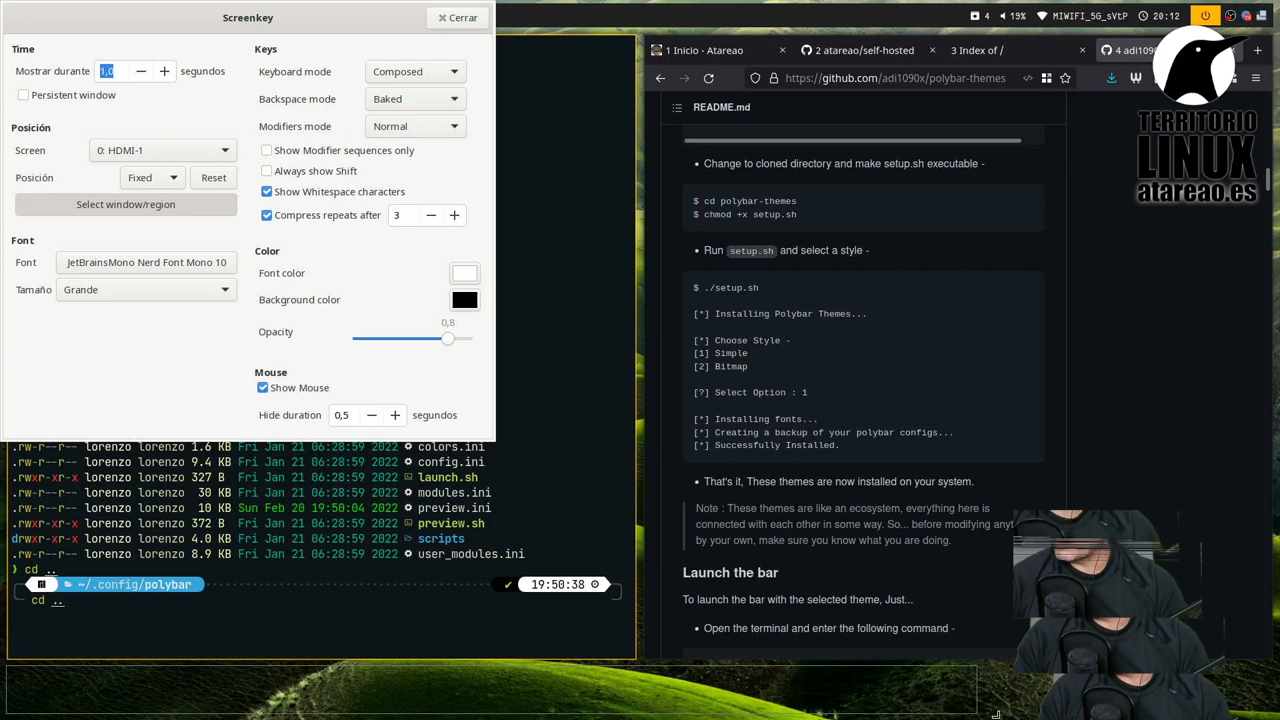 Screenkey
Cerrar
Time
Mostrar durante 1,0 segundos
Persistent window
Posición
Screen 0: HDMI-1
Posición Fixed Reset
Select window/region
Font
Font JetBrainsMono Nerd Font Mono 10
Tamaño Grande
Keys
Keyboard mode Composed
Backspace mode Baked
Modifiers mode Normal
Show Modifier sequences only
Always show Shift
Show Whitespace characters
Compress repeats after 3
Color
Font color
Background color
0,8
Opacity
Mouse
Show Mouse
Hide duration 0,5 segundos
4 19% MIWIFI_5G_sVtP 20:12
1 Inicio - Atareao
2 atareao/self-hosted
3 Index of /
4 adi1090
https://github.com/adi1090x/polybar-themes
TERRITORIO
LINUX
atareao.es
README.md
• Change to cloned directory and make setup.sh executable -
$ cd polybar-themes
$ chmod +x setup.sh
• Run setup.sh and select a style -
$ ./setup.sh
[*] Installing Polybar Themes...
[*] Choose Style -
[1] Simple
[2] Bitmap
[?] Select Option : 1
[*] Installing fonts...
[*] Creating a backup of your polybar configs...
[*] Successfully Installed.
• That's it, These themes are now installed on your system.
Note : These themes are like an ecosystem, everything here is
connected with each other in some way. So... before modifying anyt
by your own, make sure you know what you are doing.
Launch the bar
To launch the bar with the selected theme, Just...
• Open the terminal and enter the following command -
.rw-r--r-- lorenzo lorenzo 1.6 KB Fri Jan 21 06:28:59 2022 colors.ini
.rw-r--r-- lorenzo lorenzo 9.4 KB Fri Jan 21 06:28:59 2022 config.ini
.rwxr-xr-x lorenzo lorenzo 327 B Fri Jan 21 06:28:59 2022 launch.sh
.rw-r--r-- lorenzo lorenzo 30 KB Fri Jan 21 06:28:59 2022 modules.ini
.rw-r--r-- lorenzo lorenzo 10 KB Sun Feb 20 19:50:04 2022 preview.ini
.rwxr-xr-x lorenzo lorenzo 372 B Fri Jan 21 06:28:59 2022 preview.sh
drwxr-xr-x lorenzo lorenzo 4.0 KB Fri Jan 21 06:28:59 2022 scripts
.rw-r--r-- lorenzo lorenzo 8.9 KB Fri Jan 21 06:28:59 2022 user_modules.ini
❯ cd ..
~/.config/polybar ✔ 19:50:38
cd ..